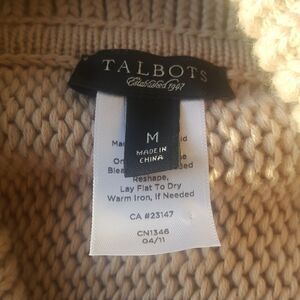 TALBOTS
Established 1947
M
MADE IN
CHINA
Reshape,
Lay Flat To Dry
Warm Iron, If Needed
CA #23147
CN1346
04/11